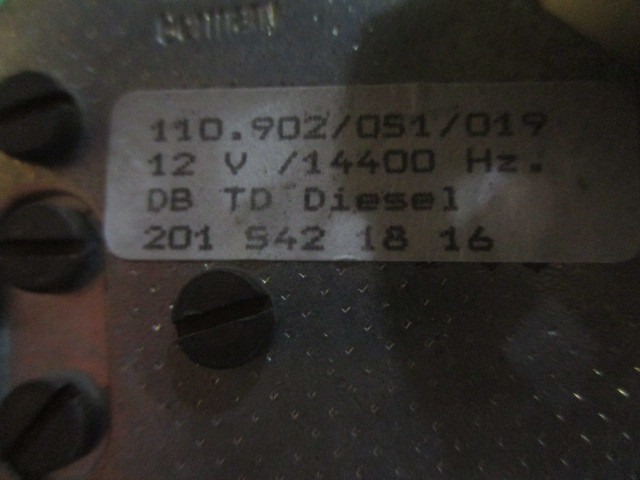 110.902/051/019
12 V /14400 Hz.
DB TD Diesel
201 542 18 16